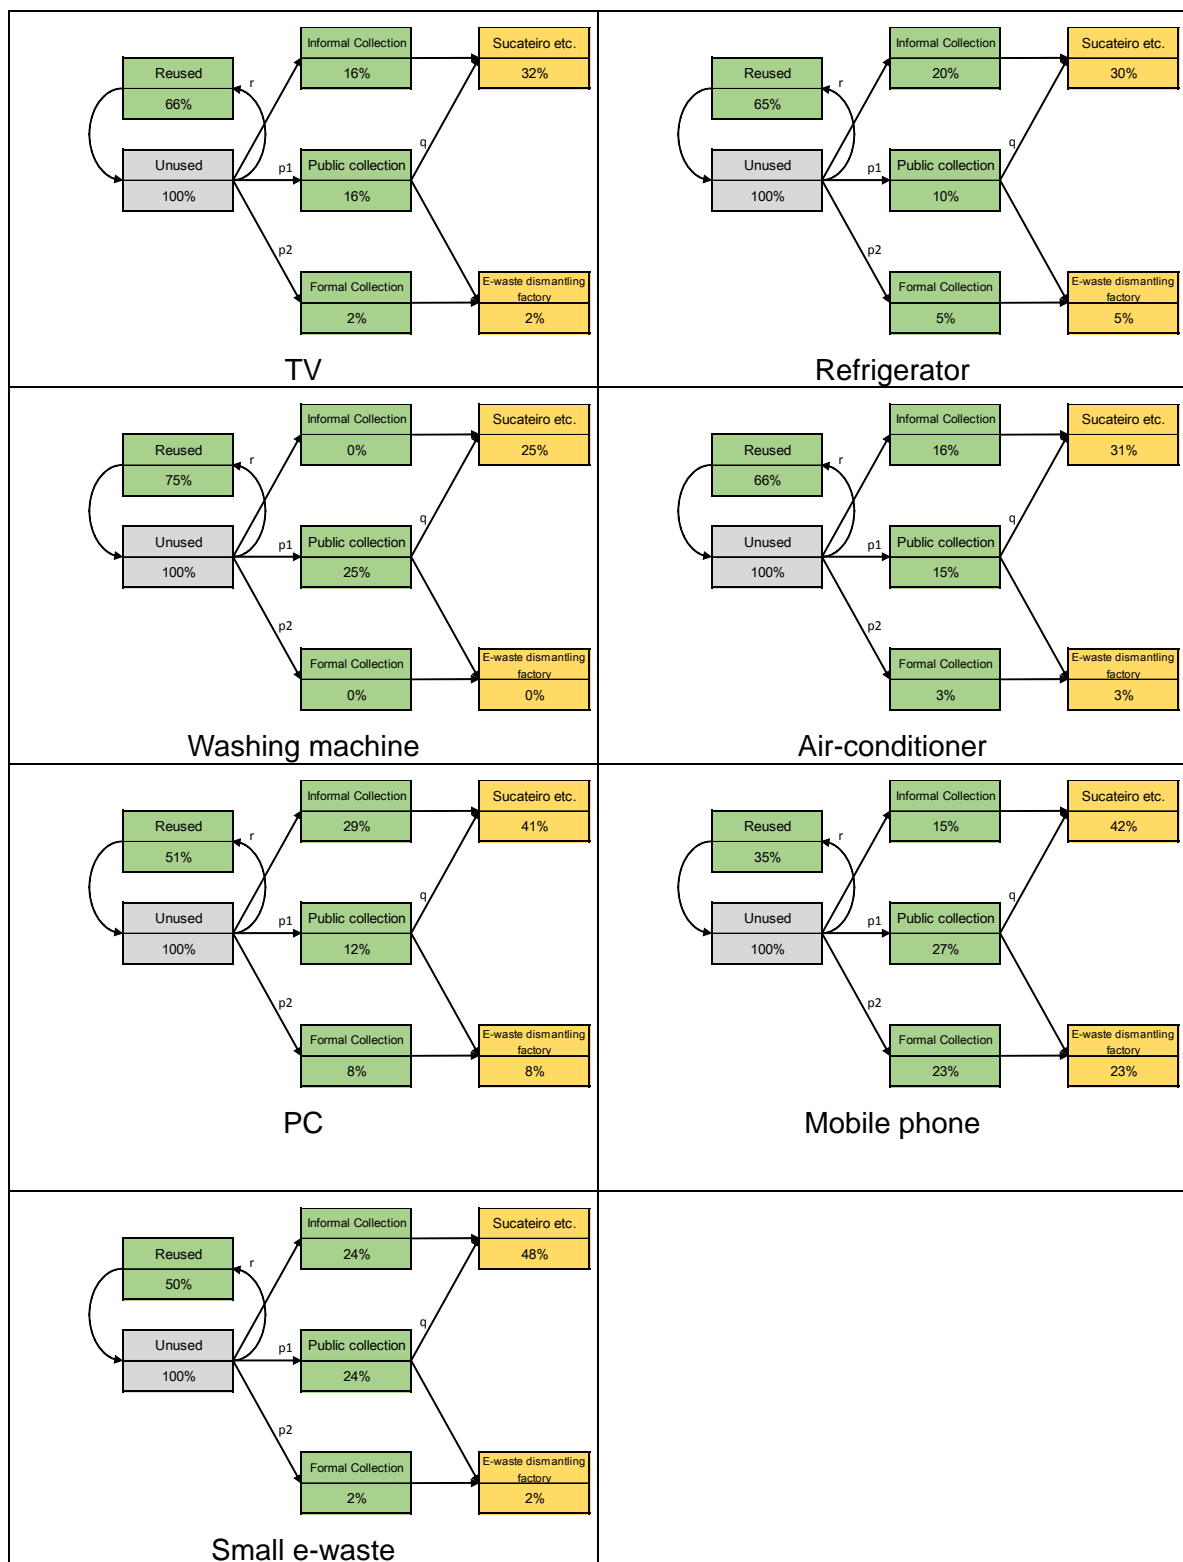 Informal Collection
16%
Sucateiro etc.
32%
Reused
66%
r
q
Unused
100%
p1
Public collection
16%
p2
Formal Collection
2%
E-waste dismantling
factory
2%
TV
Informal Collection
20%
Sucateiro etc.
30%
Reused
65%
r
q
Unused
100%
p1
Public collection
10%
p2
Formal Collection
5%
E-waste dismantling
factory
5%
Refrigerator
Informal Collection
0%
Sucateiro etc.
25%
Reused
75%
r
q
Unused
100%
p1
Public collection
25%
p2
Formal Collection
0%
E-waste dismantling
factory
0%
Washing machine
Informal Collection
16%
Sucateiro etc.
31%
Reused
66%
r
q
Unused
100%
p1
Public collection
15%
p2
Formal Collection
3%
E-waste dismantling
factory
3%
Air-conditioner
Informal Collection
29%
Sucateiro etc.
41%
Reused
51%
r
q
Unused
100%
p1
Public collection
12%
p2
Formal Collection
8%
E-waste dismantling
factory
8%
PC
Informal Collection
15%
Sucateiro etc.
42%
Reused
35%
r
q
Unused
100%
p1
Public collection
27%
p2
Formal Collection
23%
E-waste dismantling
factory
23%
Mobile phone
Informal Collection
24%
Sucateiro etc.
48%
Reused
50%
r
q
Unused
100%
p1
Public collection
24%
p2
Formal Collection
2%
E-waste dismantling
factory
2%
Small e-waste